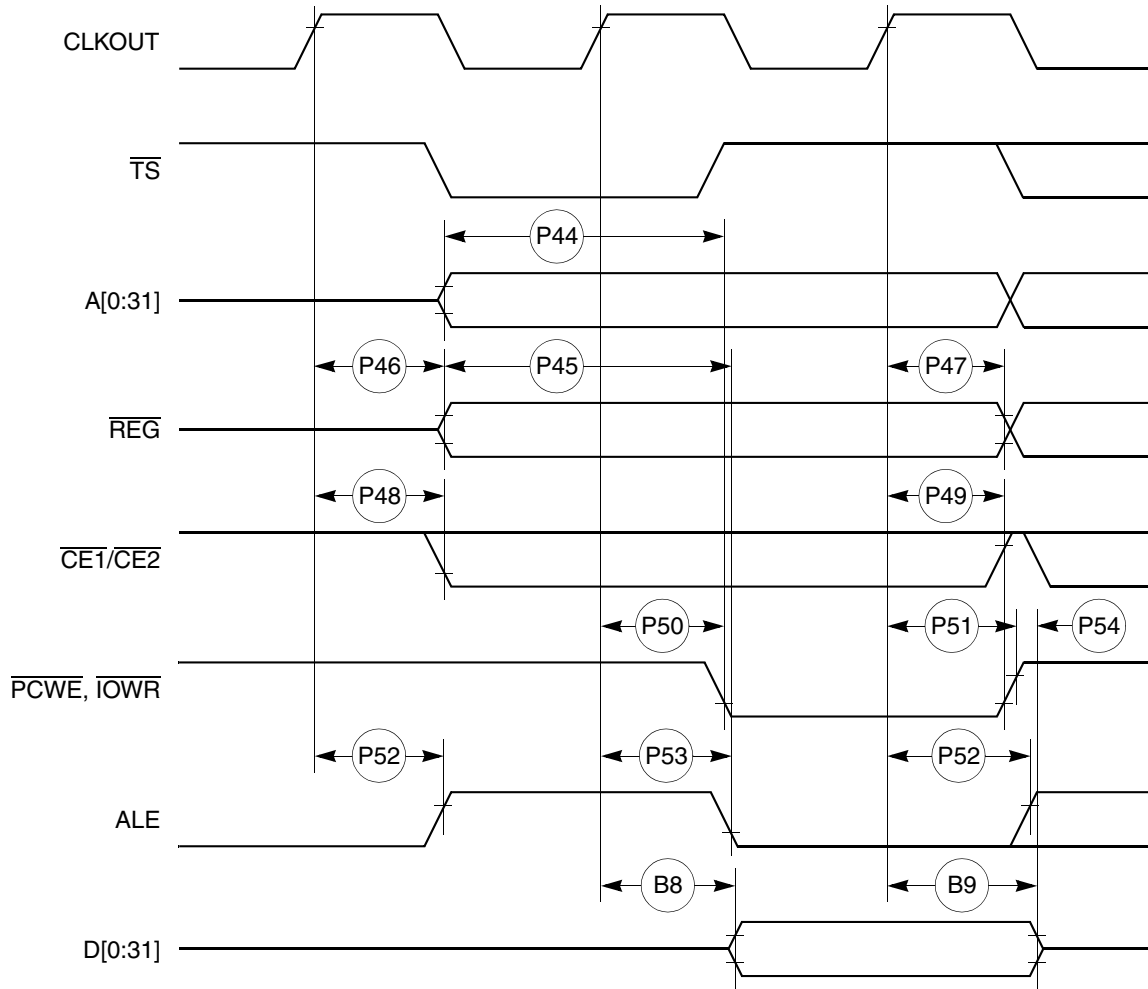 CLKOUT
TS
P44
A[0:31]
P46 P45 P47
REG
P48 P49
CE1/CE2
P50 P51 P54
PCWE, IOWR
P52 P53 P52
ALE
B8 B9
D[0:31]